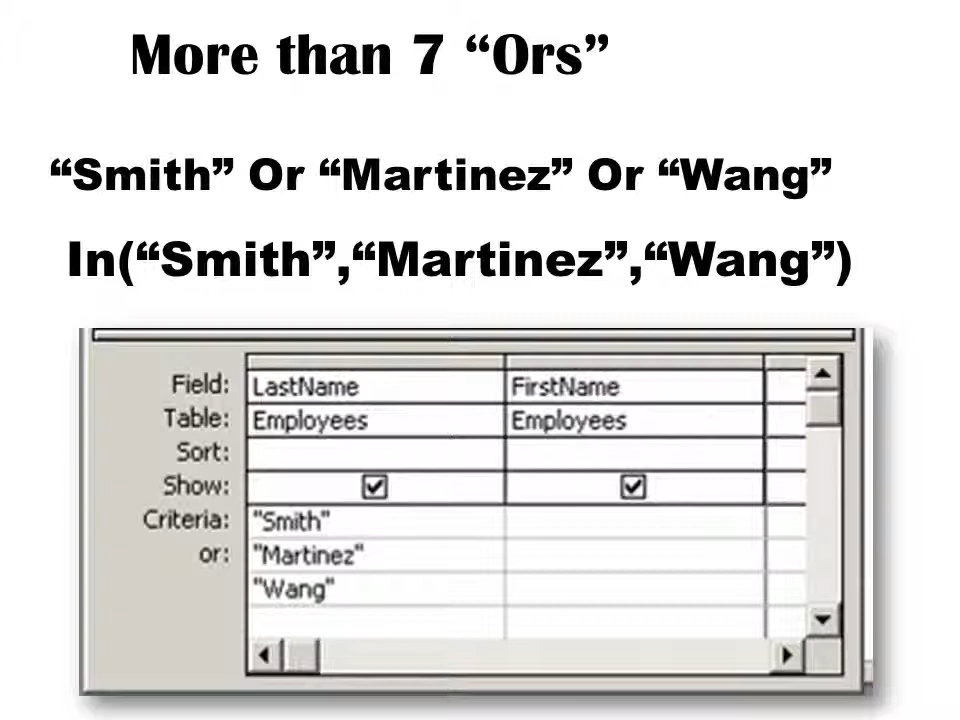 More than 7 “Ors”
“Smith” Or “Martinez” Or “Wang”
In(“Smith”,“Martinez”,“Wang”)
Field: LastName FirstName
Table: Employees Employees
Sort:
Show:
Criteria: "Smith"
or: "Martinez"
"Wang"